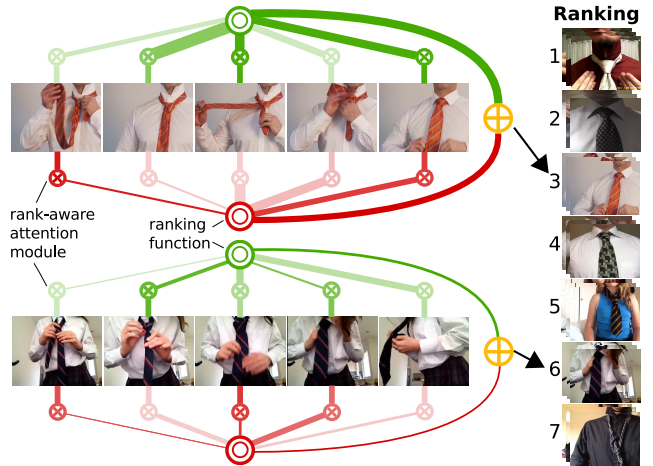 Ranking
1
2
3
4
5
6
7
rank-aware
attention
module
ranking
function